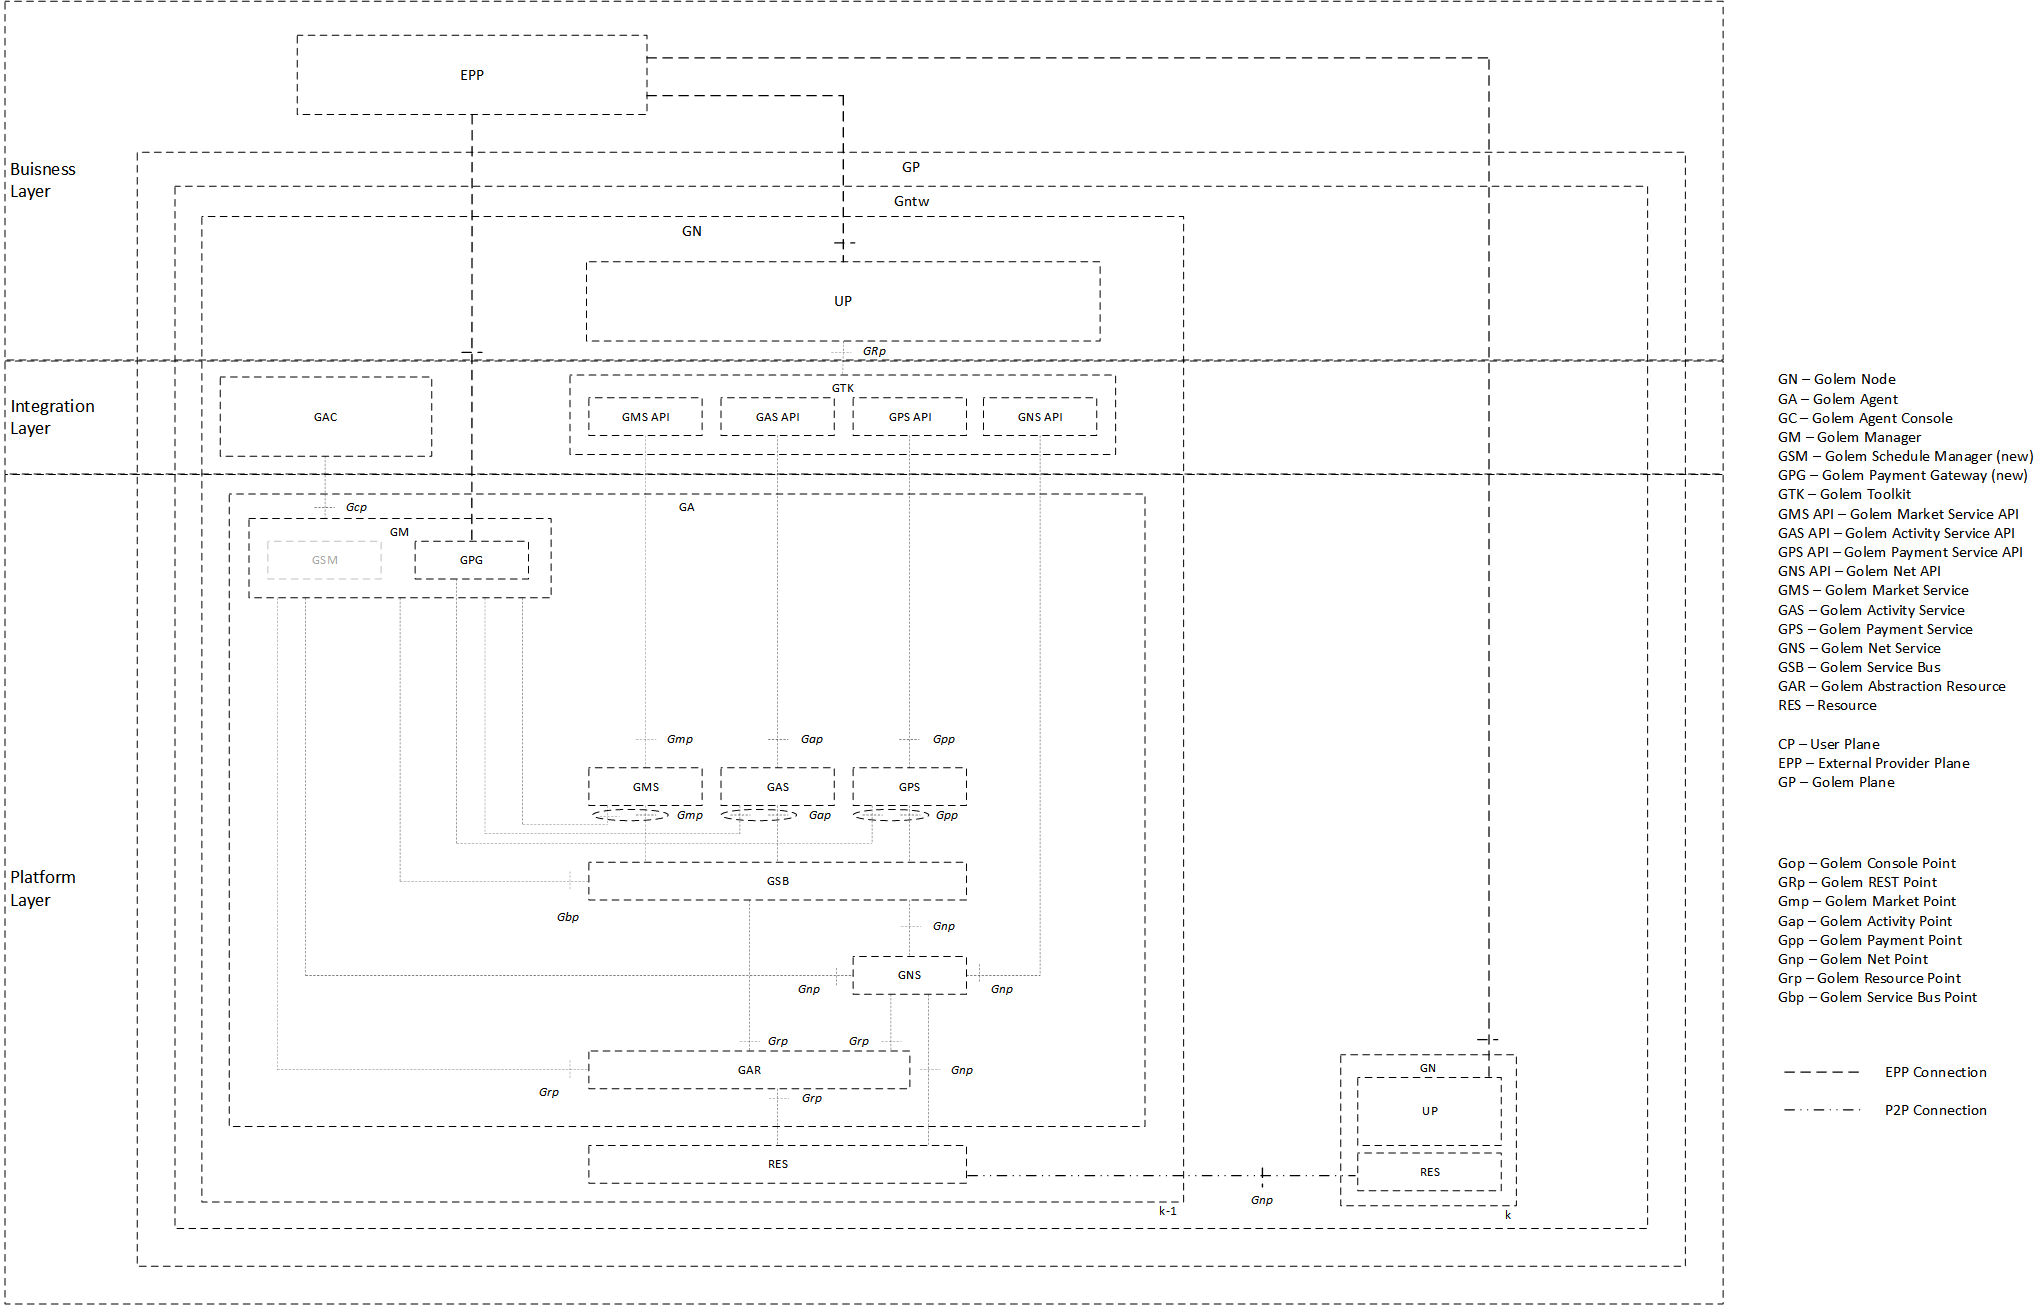 EPP
Buisness
Layer
GP
Gntw
GN
UP
GRp
Integration
Layer
GAC
GTK
GMS API
GAS API
GPS API
GNS API
Gcp
GA
GM
GSM
GPG
Gmp
Gap
Gpp
GMS
GAS
GPS
Gmp
Gap
Gpp
Platform
Layer
GSB
Gbp
Gnp
GNS
Gnp
Gnp
Grp
Grp
GAR
Gnp
Grp
Grp
RES
GN
UP
RES
Gnp
k-1
k
GN – Golem Node
GA – Golem Agent
GC – Golem Agent Console
GM – Golem Manager
GSM – Golem Schedule Manager (new)
GPG – Golem Payment Gateway (new)
GTK – Golem Toolkit
GMS API – Golem Market Service API
GAS API – Golem Activity Service API
GPS API – Golem Payment Service API
GNS API – Golem Net API
GMS – Golem Market Service
GAS – Golem Activity Service
GPS – Golem Payment Service
GNS – Golem Net Service
GSB – Golem Service Bus
GAR – Golem Abstraction Resource
RES – Resource
CP – User Plane
EPP – External Provider Plane
GP – Golem Plane
Gop – Golem Console Point
GRp – Golem REST Point
Gmp – Golem Market Point
Gap – Golem Activity Point
Gpp – Golem Payment Point
Gnp – Golem Net Point
Grp – Golem Resource Point
Gbp – Golem Service Bus Point
EPP Connection
P2P Connection